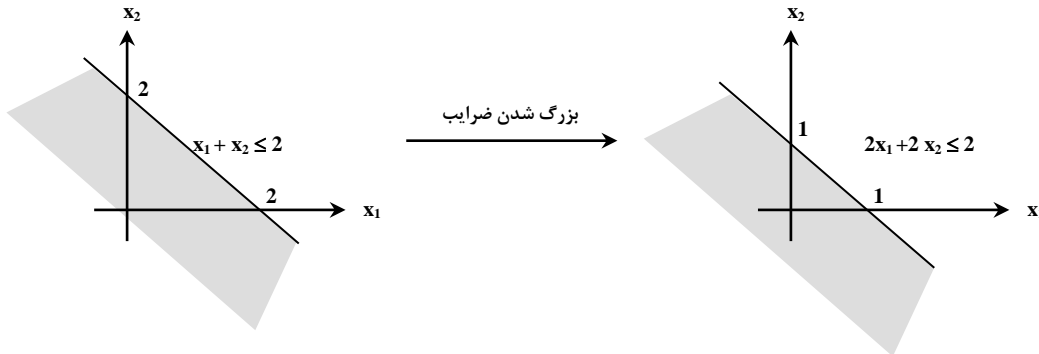 x₂
2
x₁ + x₂ ≤ 2
2
x₁
بزرگ شدن ضرایب
x₂
1
2x₁ +2 x₂ ≤ 2
1
x